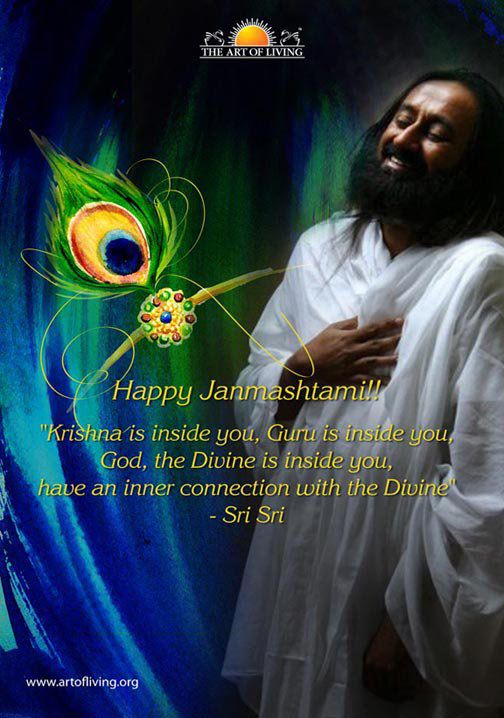 THE ART OF LIVING
Happy Janmashtami!!
"Krishna is inside you, Guru is inside you,
God, the Divine is inside you,
have an inner connection with the Divine"
- Sri Sri
www.artofliving.org